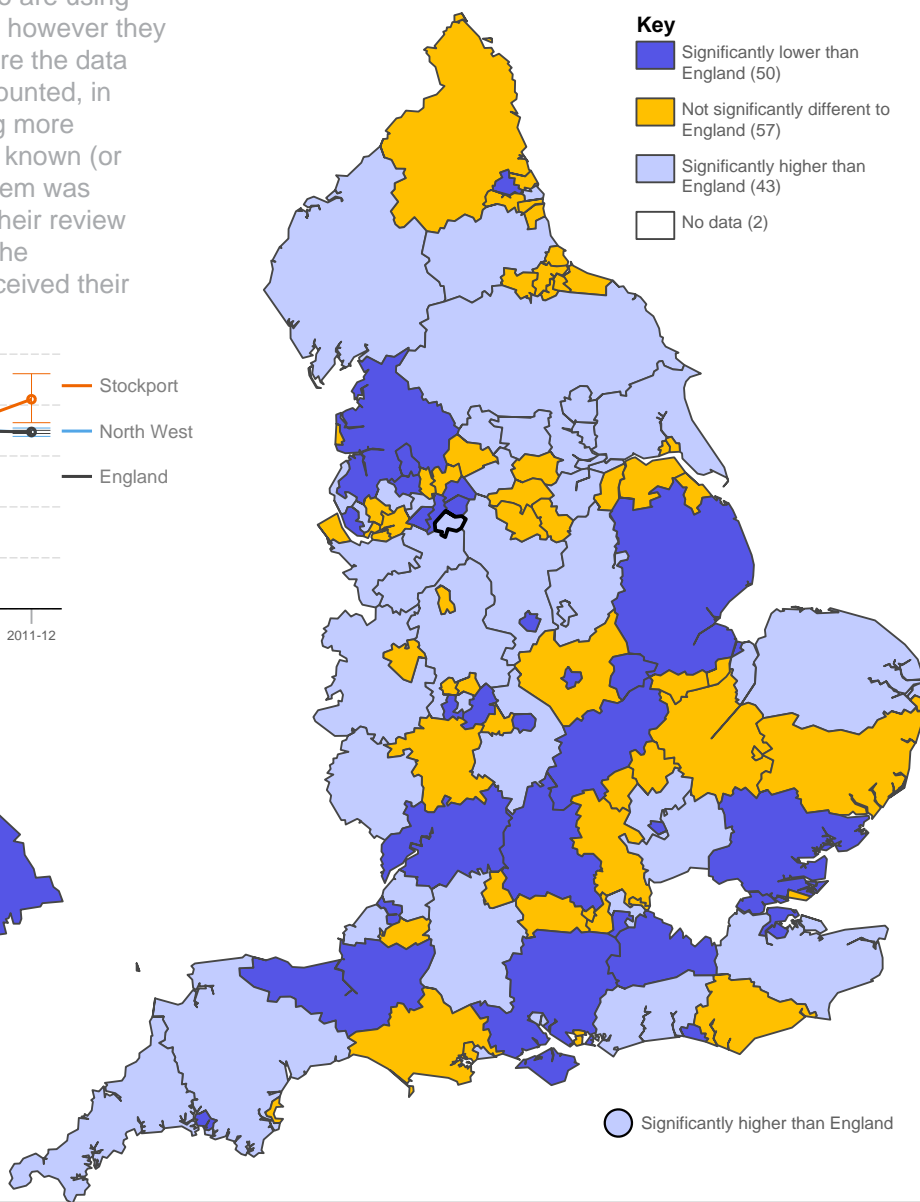 are using
however they
re the data
ounted, in
more
known (or
em was
heir review
he
ceived their
Key
Significantly lower than
England (50)
Not significantly different to
England (57)
Significantly higher than
England (43)
No data (2)
Stockport
North West
England
2011-12
Significantly higher than England